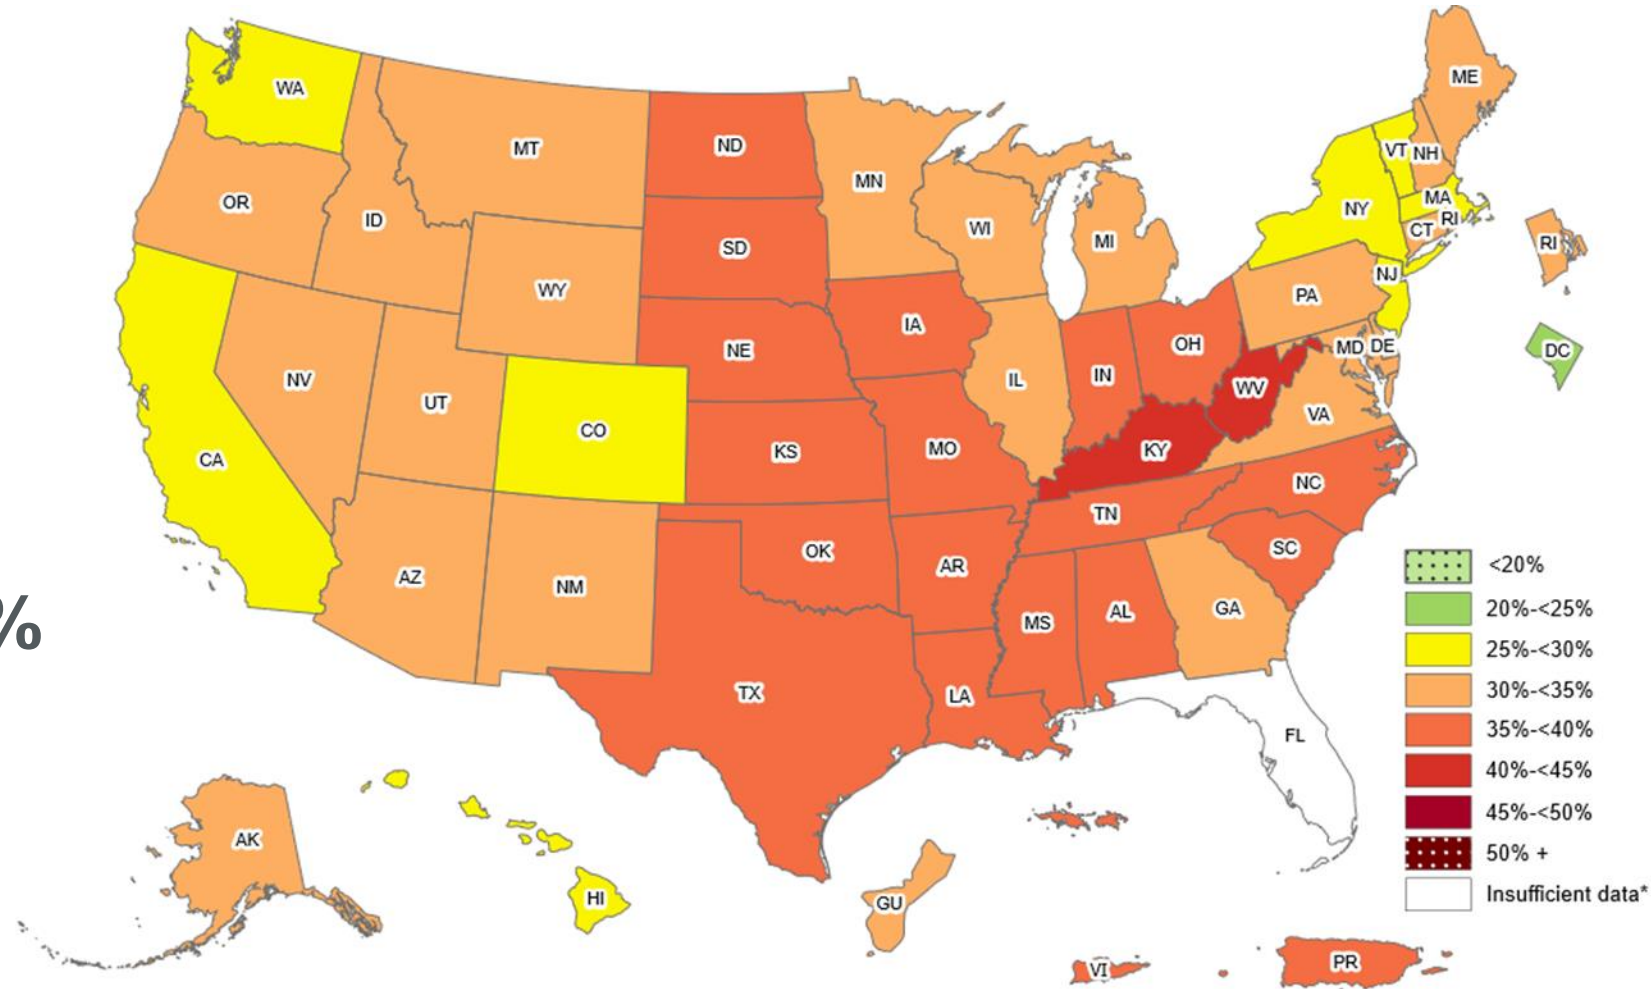 WA
MT
ND
MN
ME
VT
NH
OR
ID
SD
WI
MI
NY
MA
RI
CT
RI
WY
IA
PA
NJ
NE
OH
MD
DE
DC
NV
UT
CO
IL
IN
WV
VA
CA
KS
MO
KY
NC
TN
AZ
NM
OK
AR
SC
MS
AL
GA
TX
LA
FL
AK
HI
GU
VI
PR
%
<20%
20%-<25%
25%-<30%
30%-<35%
35%-<40%
40%-<45%
45%-<50%
50% +
Insufficient data*